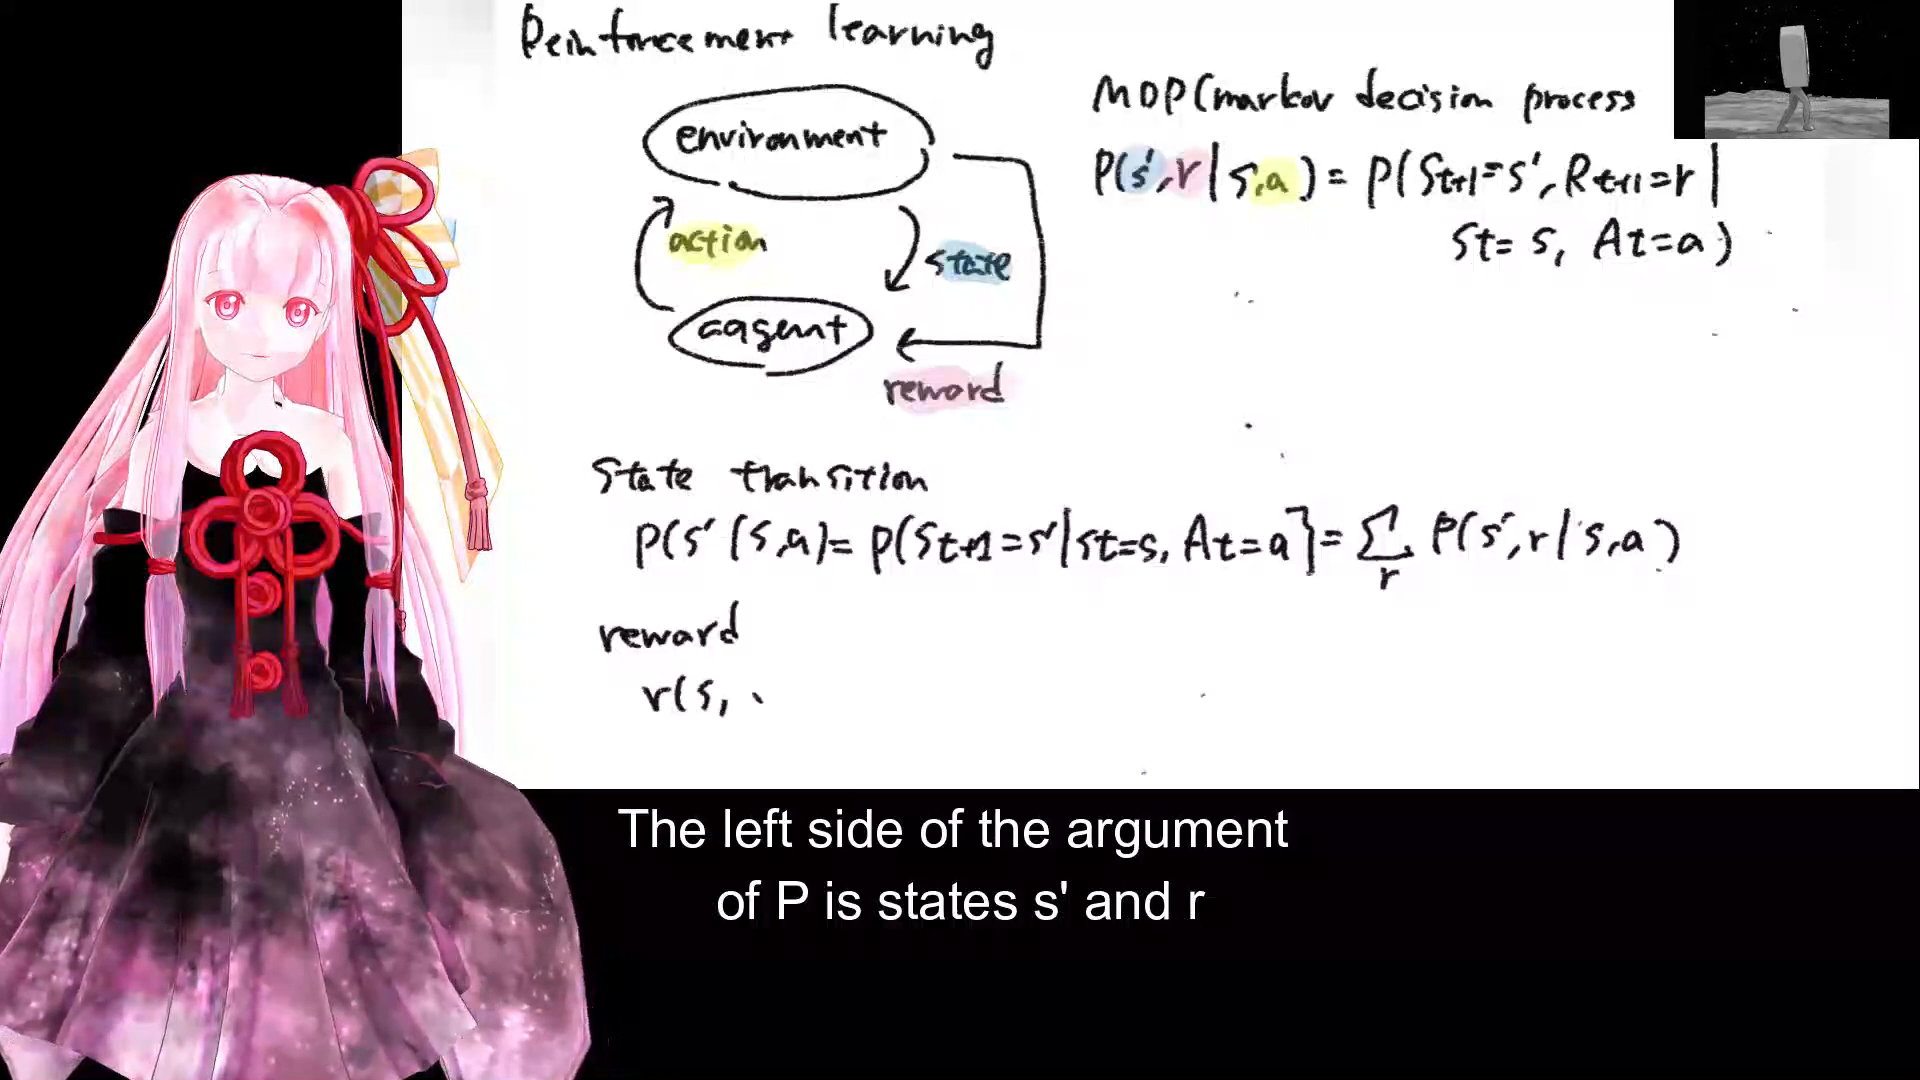 Reinforcement learning
environment
action
state
aagent
reward
MDP(markov decision process
P(s',r|s,a) = P(St+1=s', Rt+1=r|
St= s, At=a)
State transition
P(s'(s,a)= P(St+1=s'|St=s, At=a]=∑r P(s',r|s,a)
reward
r(s,
The left side of the argument
of P is states s' and r